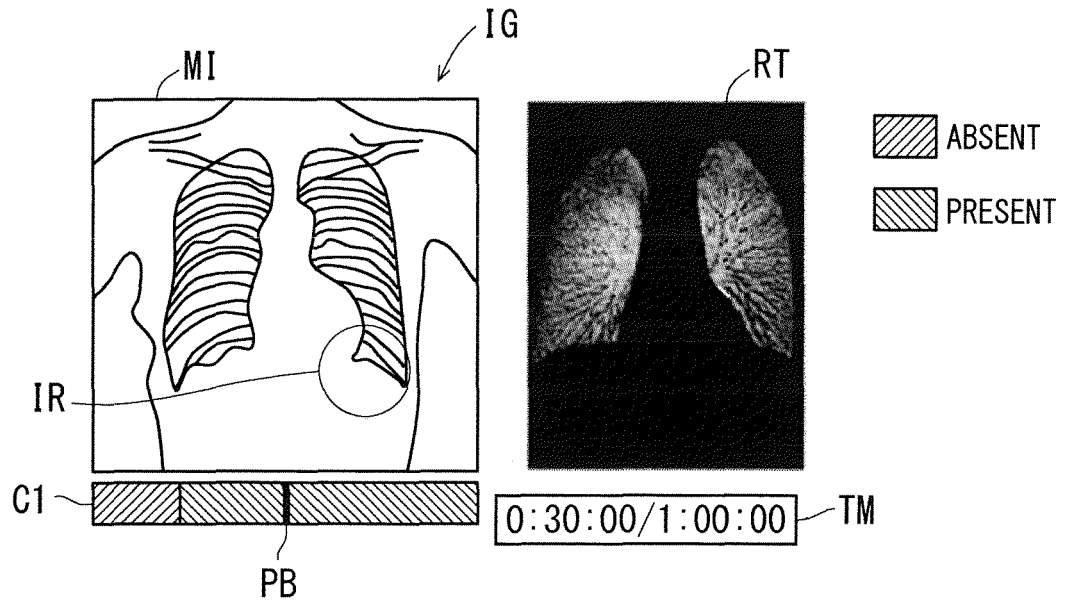 IG
MI
RT
ABSENT
PRESENT
IR
C1
0:30:00/1:00:00
TM
PB